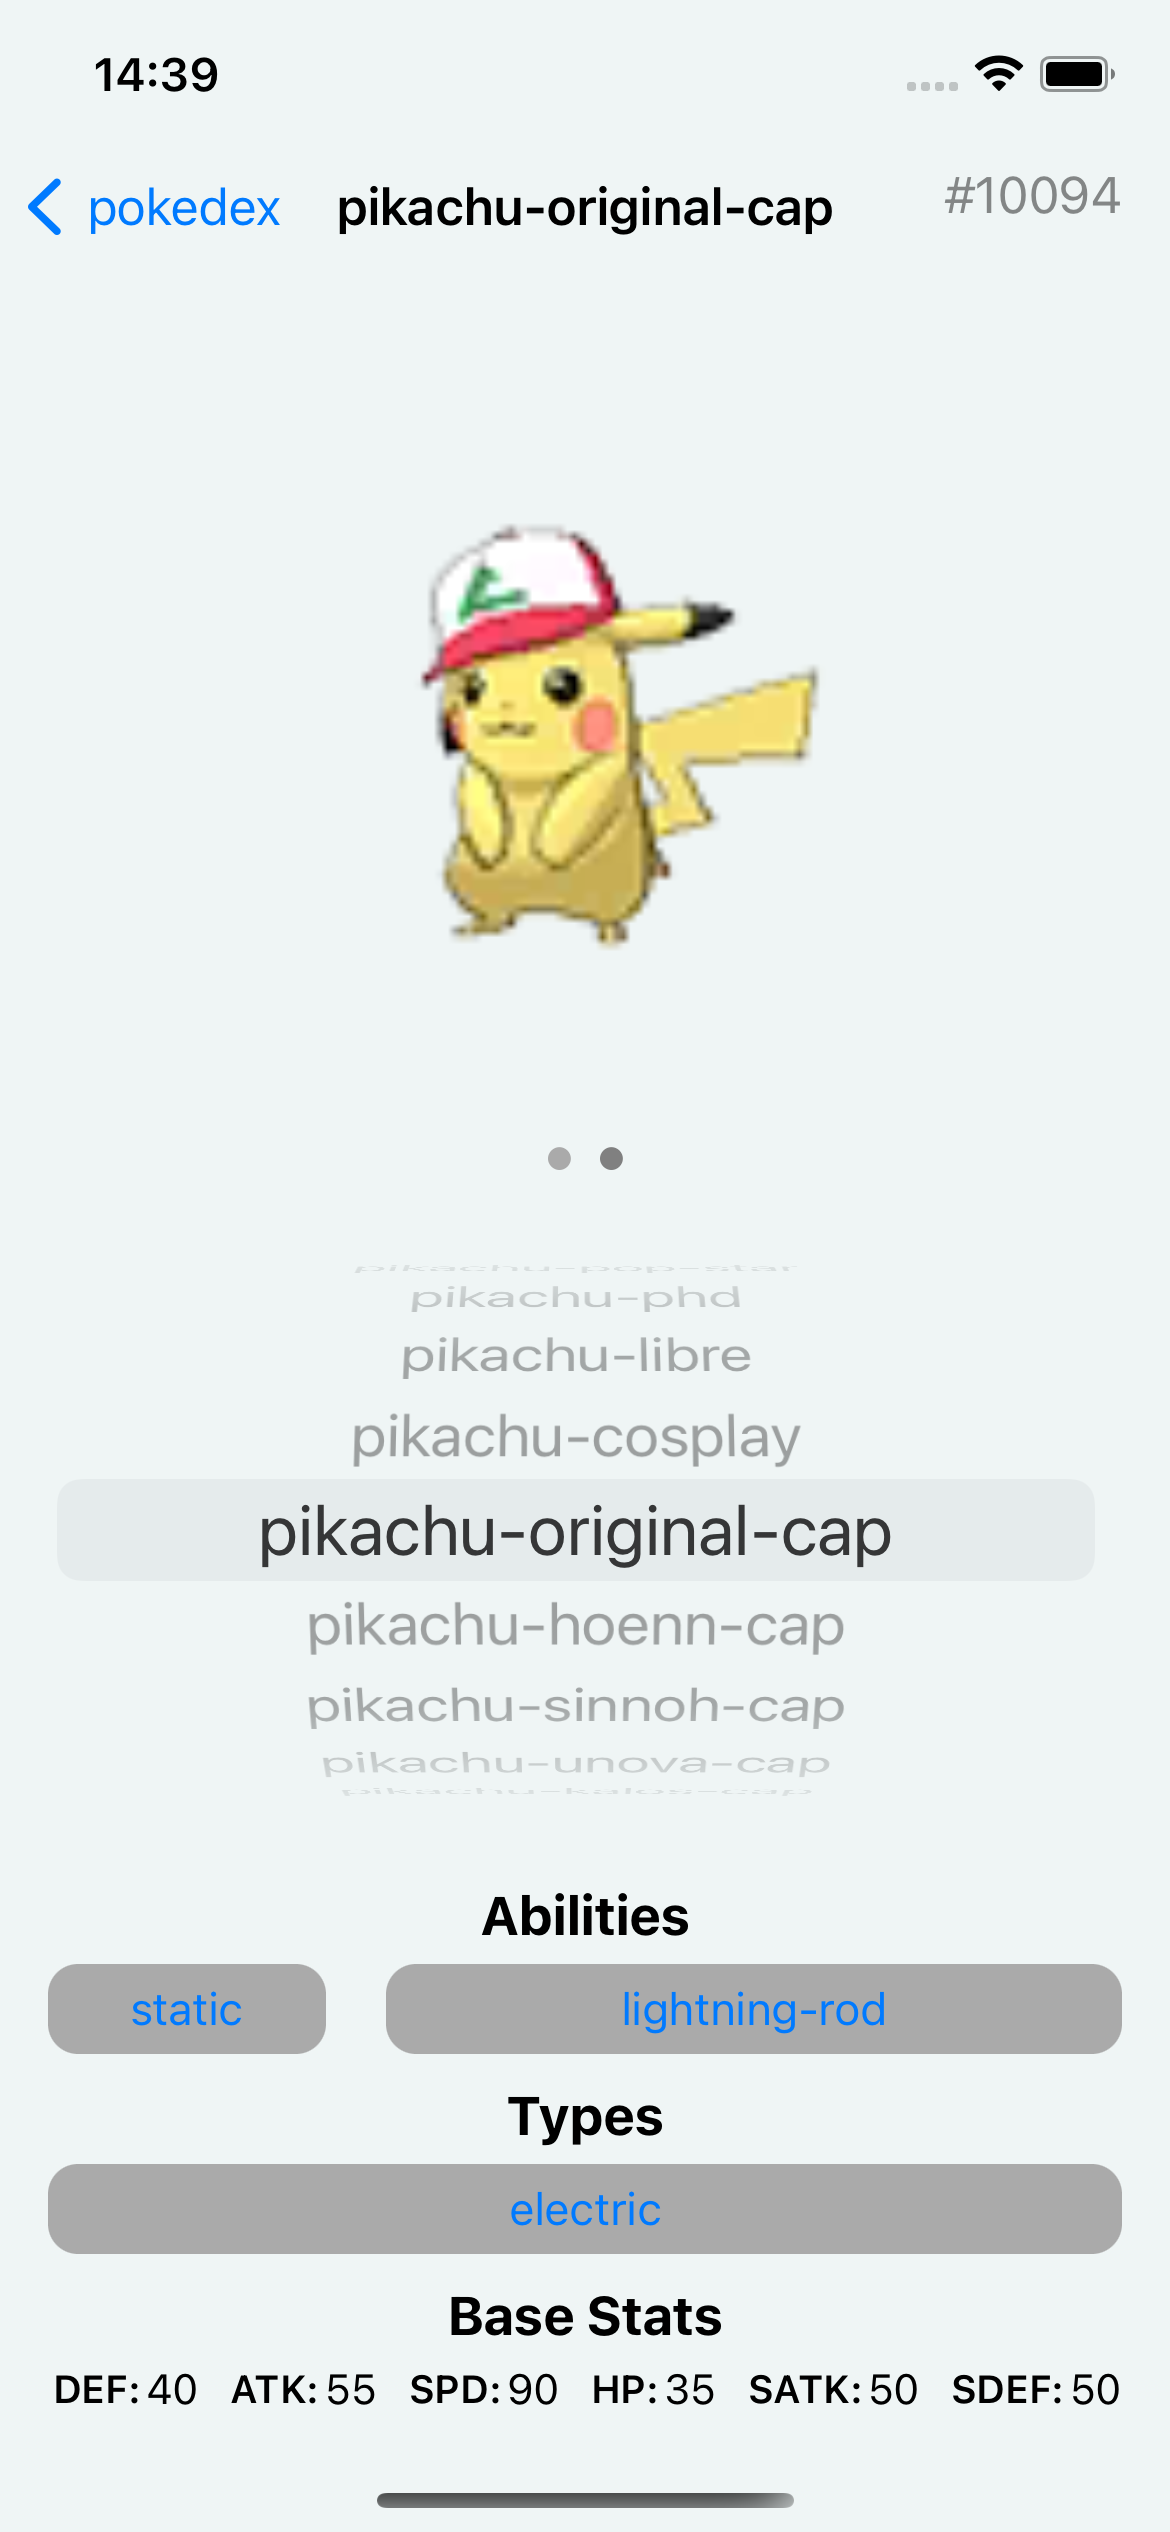 14:39
pokedex pikachu-original-cap #10094
pikachu-pop-star
pikachu-phd
pikachu-libre
pikachu-cosplay
pikachu-original-cap
pikachu-hoenn-cap
pikachu-sinnoh-cap
pikachu-unova-cap
pikachu-kalos-cap
Abilities
static lightning-rod
Types
electric
Base Stats
DEF: 40 ATK: 55 SPD: 90 HP: 35 SATK: 50 SDEF: 50